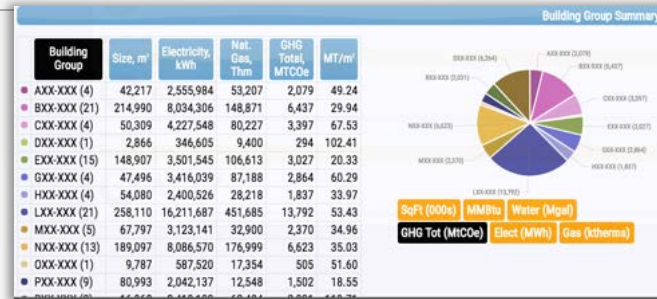 Building Group Summary
Building Group Size, m² Electricity, kWh Nat. Gas, Thm GHG Total, MTCOe MT/m²
AXX-XXX (4) 42,217 2,555,984 53,207 2,079 49.24
BXX-XXX (21) 214,990 8,034,306 148,871 6,437 29.94
CXX-XXX (4) 50,309 4,227,548 80,227 3,397 67.53
DXX-XXX (1) 2,866 346,605 9,400 294 102.41
EXX-XXX (15) 148,907 3,501,545 106,613 3,027 20.33
GXX-XXX (4) 47,496 3,416,039 87,188 2,864 60.29
HXX-XXX (4) 54,080 2,400,526 28,218 1,837 33.97
LXX-XXX (21) 258,110 16,211,687 451,685 13,792 53.43
MXX-XXX (5) 67,797 3,123,141 32,900 2,370 34.96
NXX-XXX (13) 189,097 8,086,570 176,999 6,623 35.03
OXX-XXX (1) 9,787 587,520 17,354 505 51.60
PXX-XXX (9) 80,993 2,042,137 12,548 1,502 18.55
AXX-XXX (2,079)
BXX-XXX (6,437)
CXX-XXX (3,397)
EXX-XXX (3,027)
GXX-XXX (2,864)
HXX-XXX (1,837)
LXX-XXX (13,792)
MXX-XXX (2,370)
NXX-XXX (6,623)
SqFt (000s) MMBtu Water (Mgal)
GHG Tot (MtCOe) Elect (MWh) Gas (ktherms)